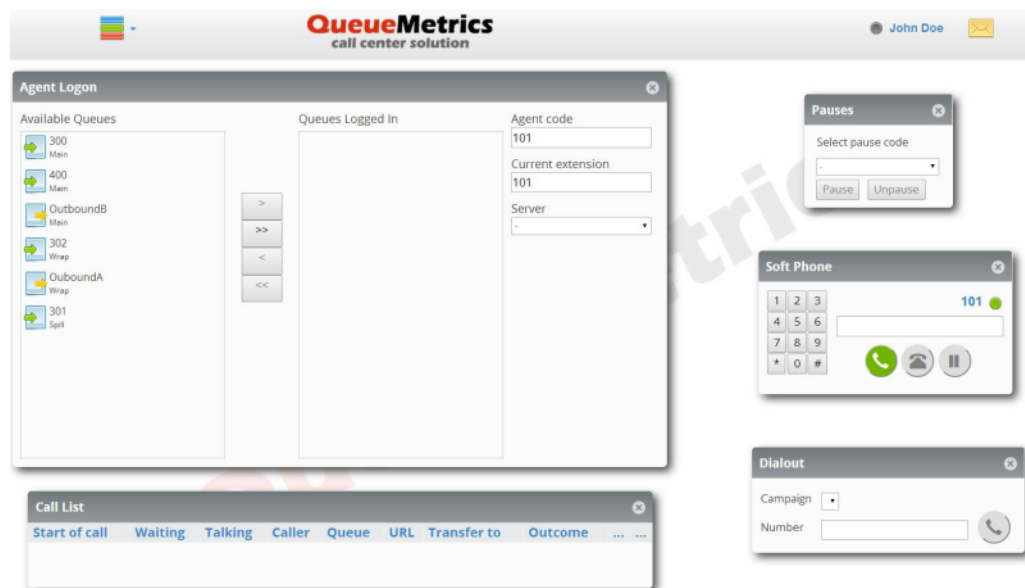 QueueMetrics
call center solution
John Doe
Agent Logon
Available Queues
300
Main
400
Main
OutboundB
Main
302
Wrap
OuboundA
Wrap
301
Spill
>
>>
<
<<
Queues Logged In
Agent code
101
Current extension
101
Server
-
Pauses
Select pause code
-
Pause Unpause
Soft Phone
1 2 3
4 5 6
7 8 9
* 0 #
101
Dialout
Campaign
Number
Call List
Start of call Waiting Talking Caller Queue URL Transfer to Outcome ... ...